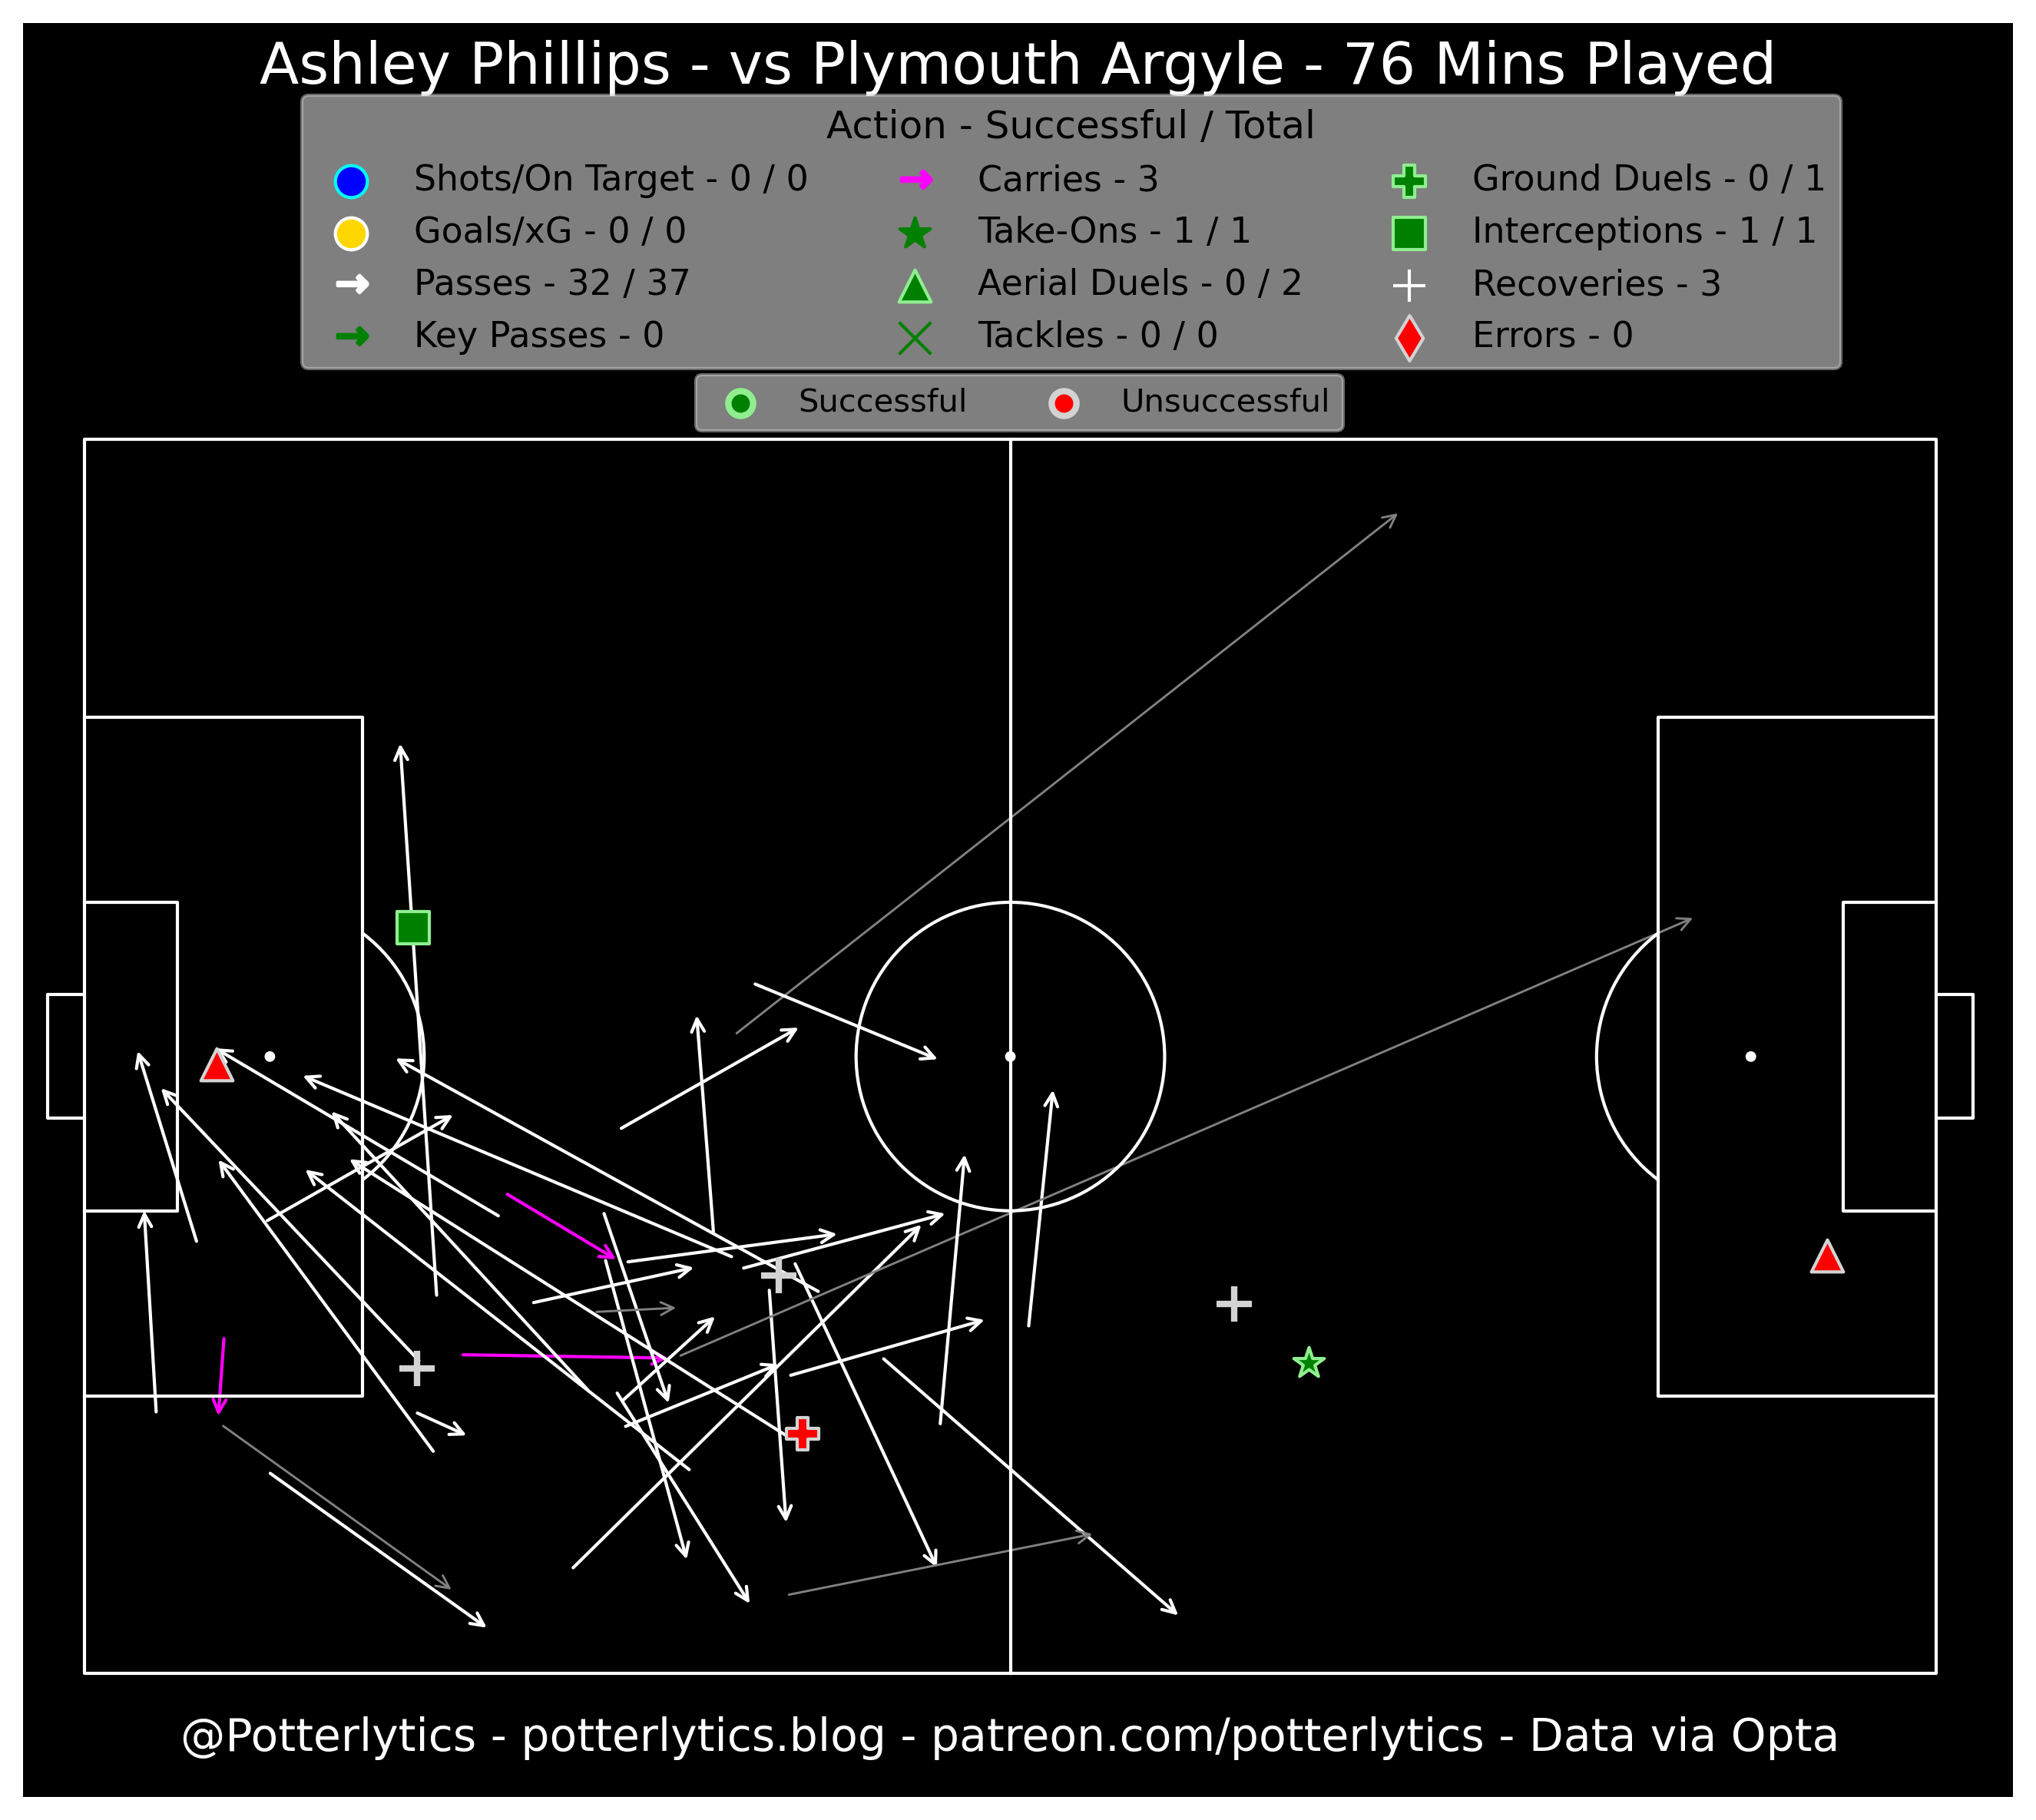 Ashley Phillips - vs Plymouth Argyle - 76 Mins Played
Action - Successful / Total
Shots/On Target - 0 / 0
Goals/xG - 0 / 0
Passes - 32 / 37
Key Passes - 0
Carries - 3
Take-Ons - 1 / 1
Aerial Duels - 0 / 2
Tackles - 0 / 0
Ground Duels - 0 / 1
Interceptions - 1 / 1
Recoveries - 3
Errors - 0
Successful
Unsuccessful
@Potterlytics - potterlytics.blog - patreon.com/potterlytics - Data via Opta